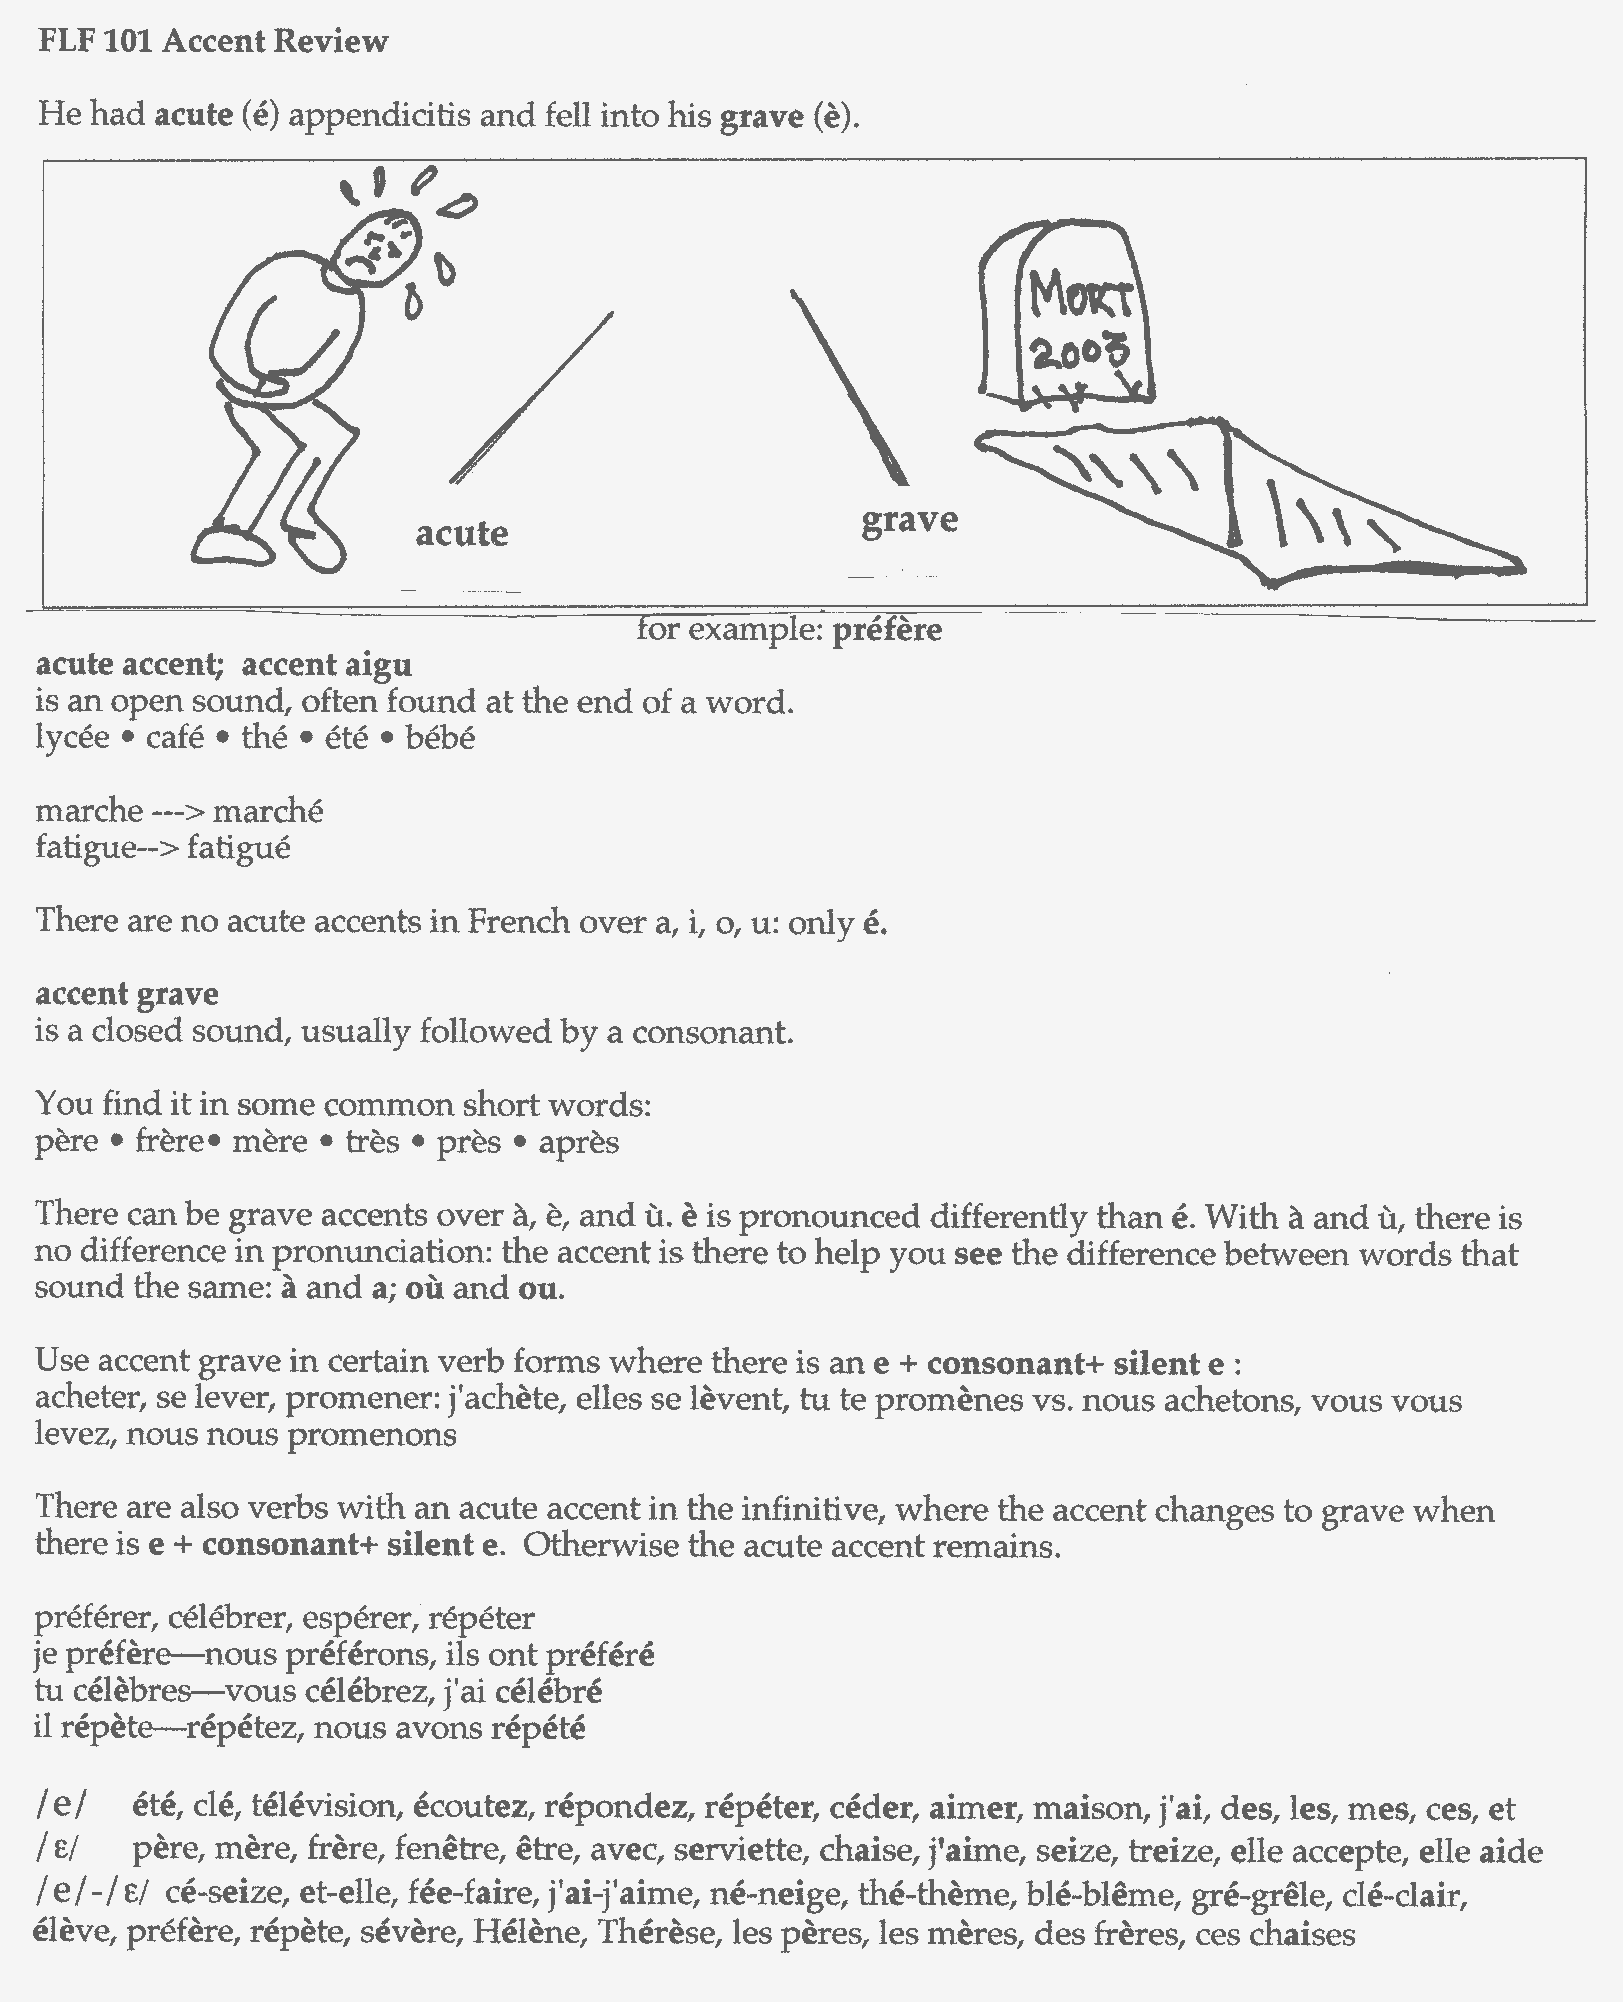 FLF 101 Accent Review
He had acute (é) appendicitis and fell into his grave (è).
MORT
2003
acute
grave
for example: préfère
acute accent;  accent aigu
is an open sound, often found at the end of a word.
lycée • café • thé • été • bébé
marche ---> marché
fatigue--> fatigué
There are no acute accents in French over a, i, o, u: only é.
accent grave
is a closed sound, usually followed by a consonant.
You find it in some common short words:
père • frère• mère • très • près • après
There can be grave accents over à, è, and ù. è is pronounced differently than é. With à and ù, there is
no difference in pronunciation: the accent is there to help you see the difference between words that
sound the same: à and a; où and ou.
Use accent grave in certain verb forms where there is an e + consonant+ silent e :
acheter, se lever, promener: j'achète, elles se lèvent, tu te promènes vs. nous achetons, vous vous
levez, nous nous promenons
There are also verbs with an acute accent in the infinitive, where the accent changes to grave when
there is e + consonant+ silent e.  Otherwise the acute accent remains.
préférer, célébrer, espérer, répéter
je préfère—nous préférons, ils ont préféré
tu célèbres—vous célébrez, j'ai célébré
il répète—répétez, nous avons répété
/e/ été, clé, télévision, écoutez, répondez, répéter, céder, aimer, maison, j'ai, des, les, mes, ces, et
/ɛ/ père, mère, frère, fenêtre, être, avec, serviette, chaise, j'aime, seize, treize, elle accepte, elle aide
/e/-/ɛ/ cé-seize, et-elle, fée-faire, j'ai-j'aime, né-neige, thé-thème, blé-blême, gré-grêle, clé-clair,
élève, préfère, répète, sévère, Hélène, Thérèse, les pères, les mères, des frères, ces chaises